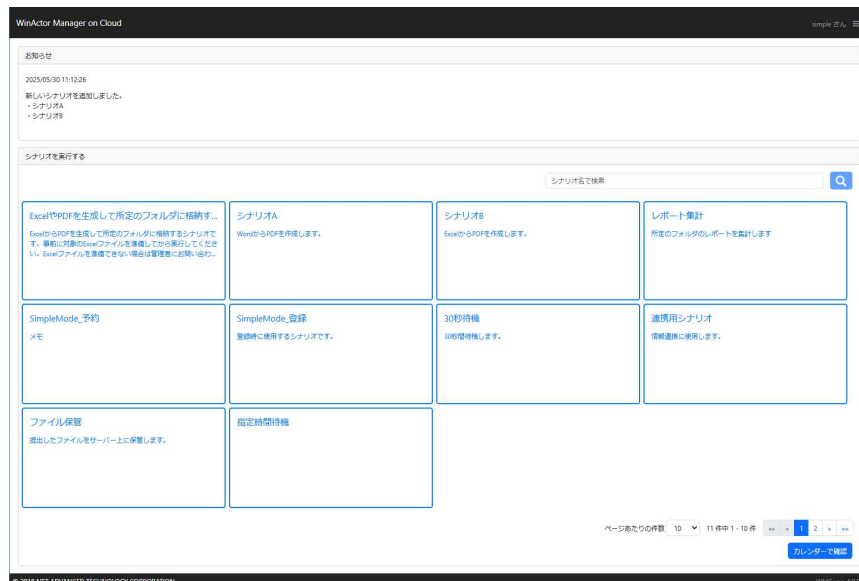 WinActor Manager on Cloud
simple さん
お知らせ
2025/05/30 11:12:26
新しいシナリオを追加しました。
・シナリオA
・シナリオB
シナリオを実行する
シナリオ名で検索
ExcelやPDFを生成して所定のフォルダに格納す...
ExcelからPDFを生成して所定のフォルダに格納するシナリオで
す。事前に対象のExcelファイルを準備してから実行してくださ
い。Excelファイルを準備できない場合は管理者にお問い合わ...
シナリオA
WordからPDFを作成します。
シナリオB
ExcelからPDFを作成します。
レポート集計
所定のフォルダのレポートを集計します
SimpleMode_予約
メモ
SimpleMode_登録
登録時に使用するシナリオです。
30秒待機
30秒間待機します。
連携用シナリオ
情報連携に使用します。
ファイル保管
提出したファイルをサーバー上に保管します。
指定時間待機
ページあたりの件数 10 11 件中 1 - 10 件 «« « 1 2 » »»
カレンダーで確認